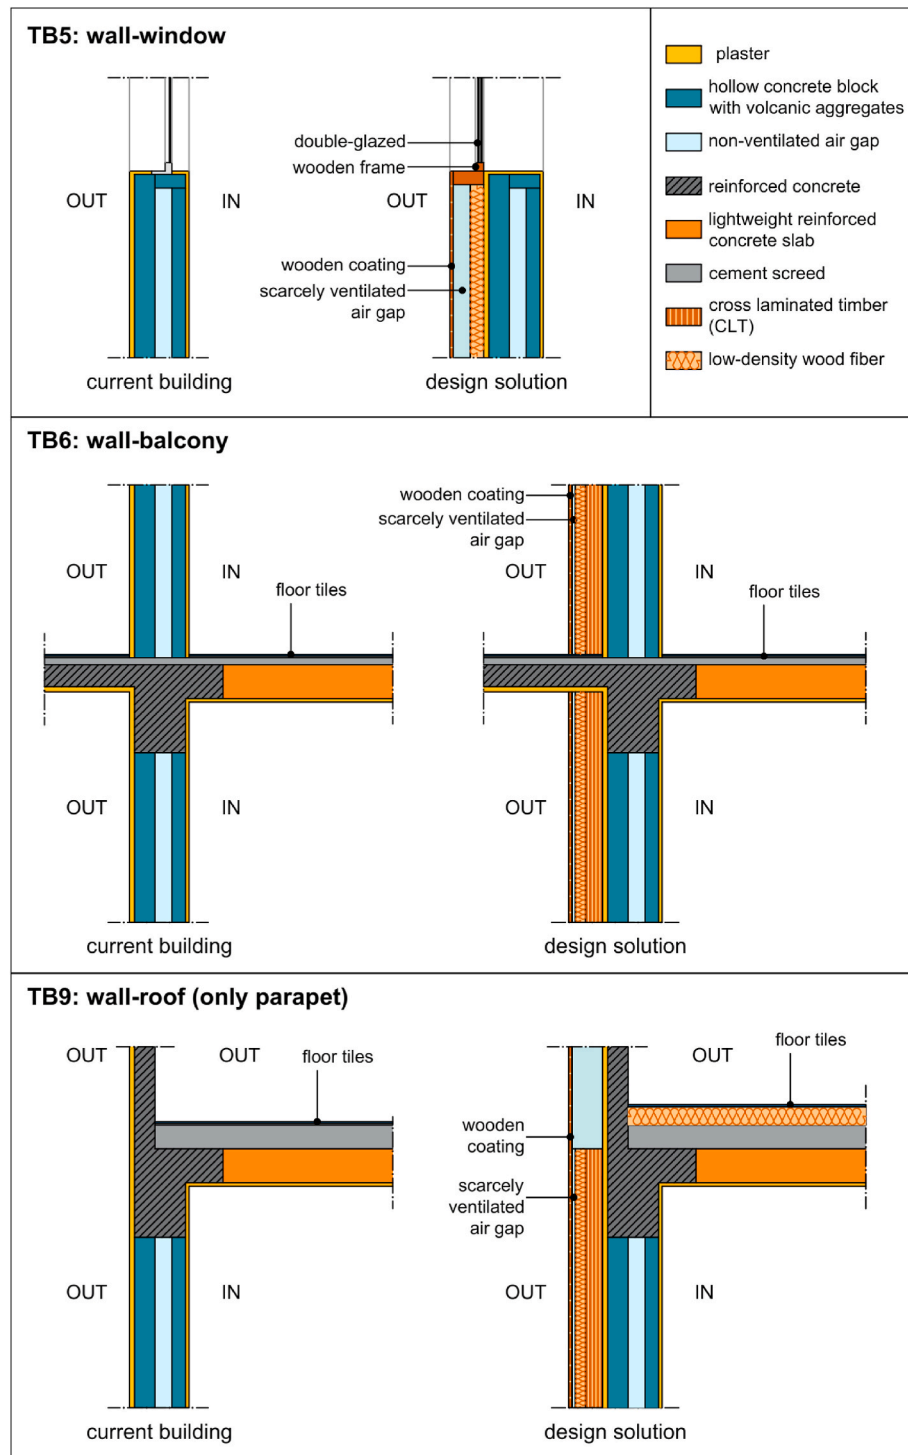 TB5: wall-window
double-glazed
wooden frame
OUT
IN
OUT
IN
wooden coating
scarcely ventilated
air gap
current building
design solution
plaster
hollow concrete block
with volcanic aggregates
non-ventilated air gap
reinforced concrete
lightweight reinforced
concrete slab
cement screed
cross laminated timber
(CLT)
low-density wood fiber
TB6: wall-balcony
wooden coating
scarcely ventilated
air gap
OUT
IN
OUT
IN
floor tiles
floor tiles
OUT
IN
OUT
IN
current building
design solution
TB9: wall-roof (only parapet)
OUT
OUT
floor tiles
OUT
floor tiles
wooden
coating
scarcely
ventilated
air gap
OUT
IN
OUT
IN
current building
design solution